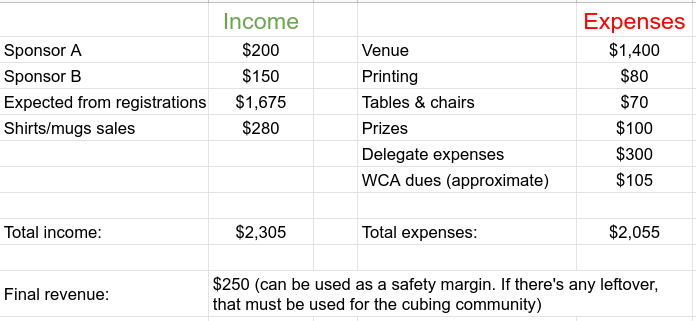 Income Expenses
Sponsor A $200 Venue $1,400
Sponsor B $150 Printing $80
Expected from registrations $1,675 Tables & chairs $70
Shirts/mugs sales $280 Prizes $100
Delegate expenses $300
WCA dues (approximate) $105
Total income: $2,305 Total expenses: $2,055
Final revenue: $250 (can be used as a safety margin. If there's any leftover,
that must be used for the cubing community)